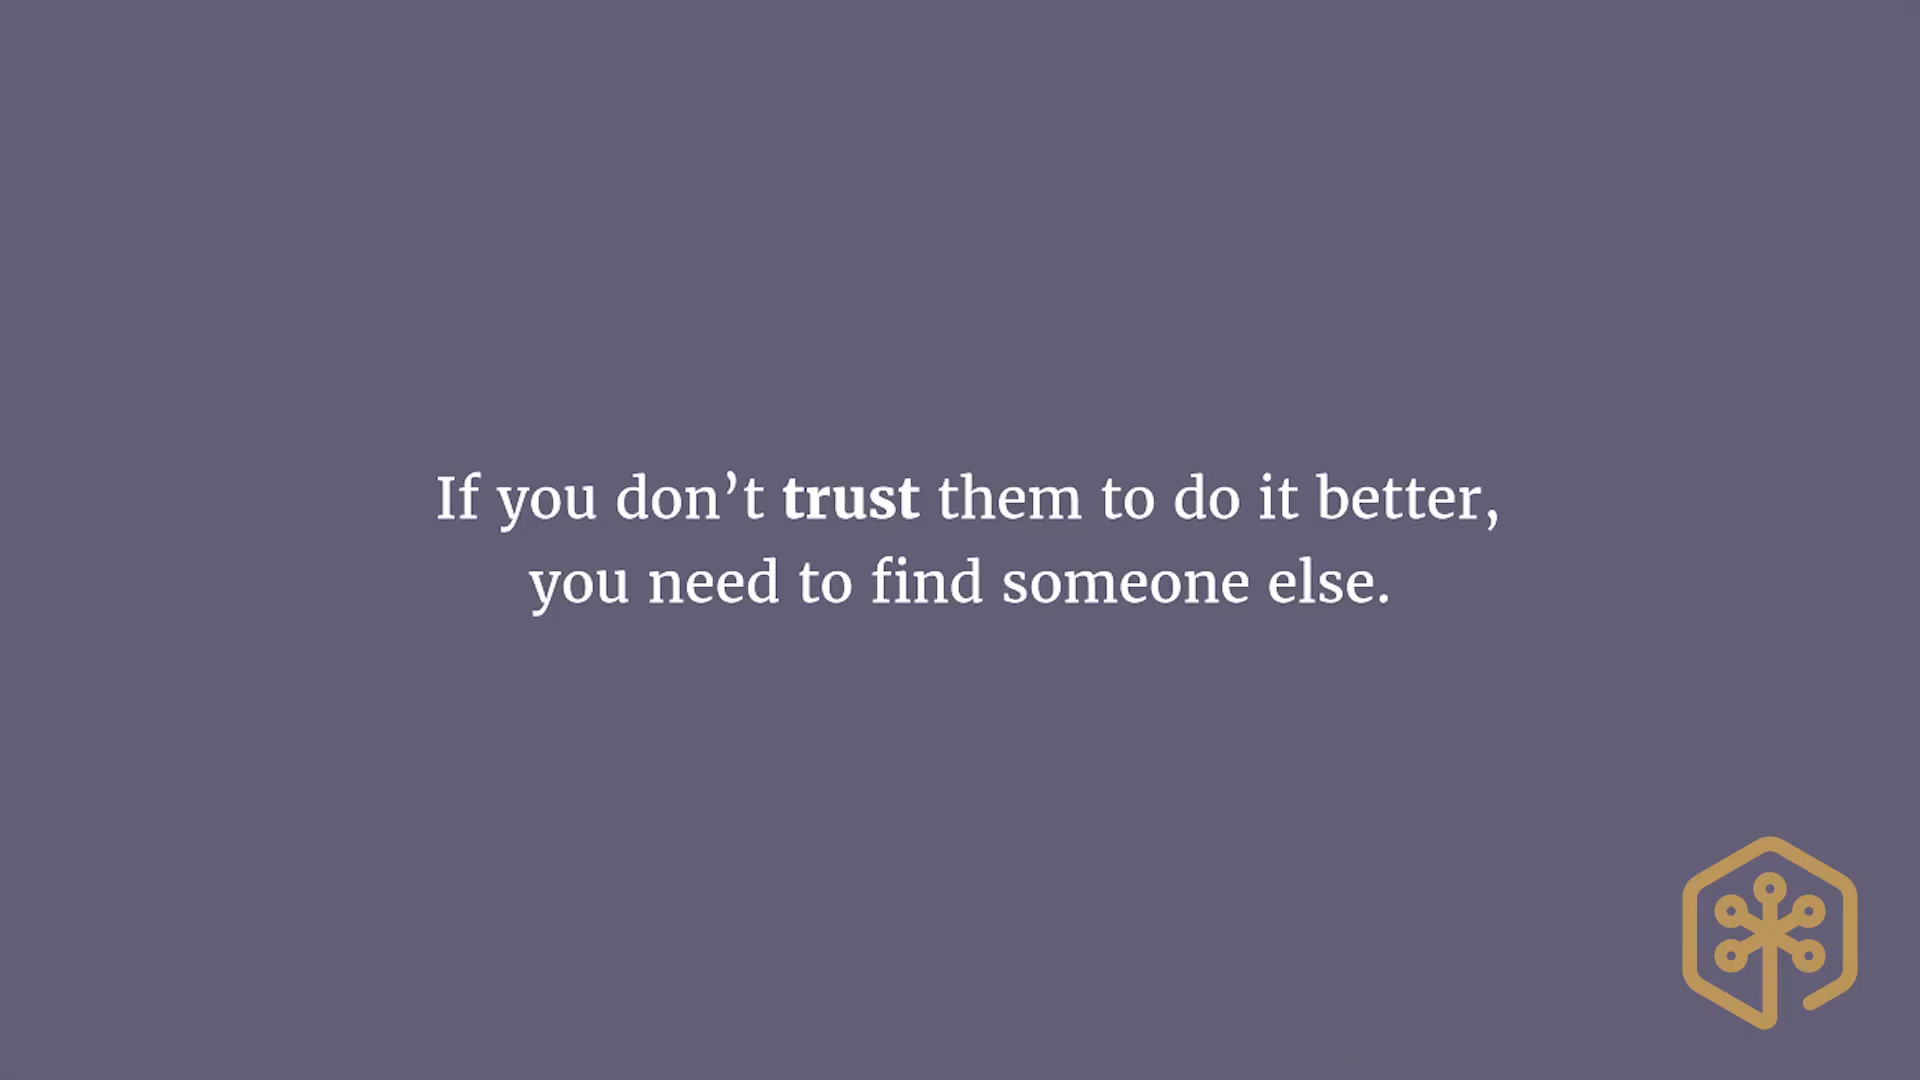 If you don’t trust them to do it better,
you need to find someone else.